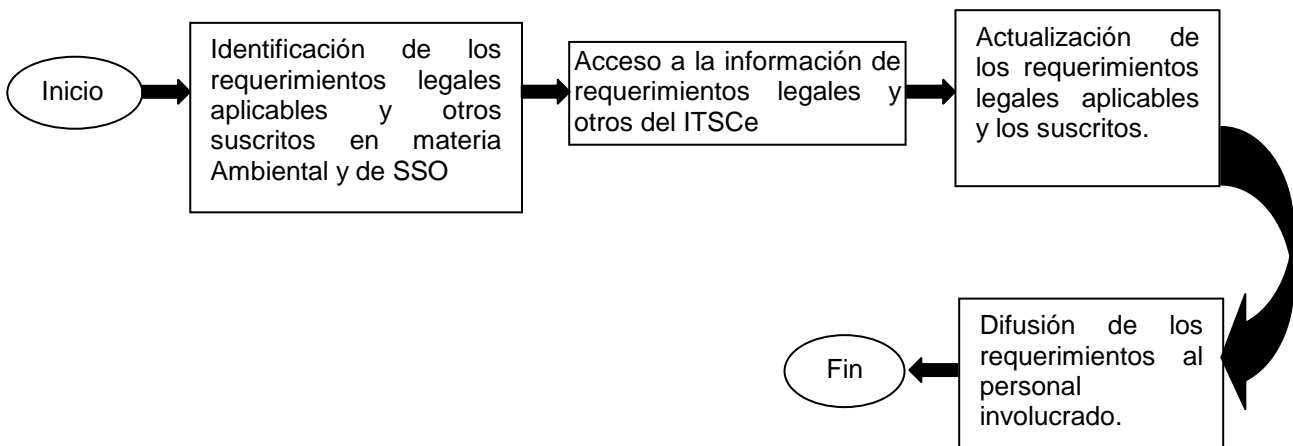 Inicio
Identificación de los
requerimientos legales
aplicables y otros
suscritos en materia
Ambiental y de SSO
Acceso a la información de
requerimientos legales y
otros del ITSCe
Actualización de
los requerimientos
legales aplicables
y los suscritos.
Difusión de los
requerimientos al
personal
involucrado.
Fin